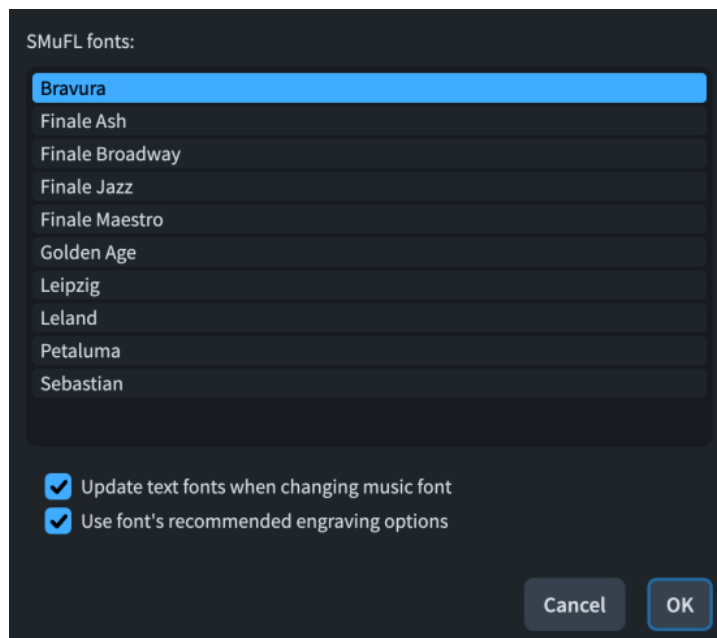 SMuFL fonts:
Bravura
Finale Ash
Finale Broadway
Finale Jazz
Finale Maestro
Golden Age
Leipzig
Leland
Petaluma
Sebastian
Update text fonts when changing music font
Use font's recommended engraving options
Cancel OK